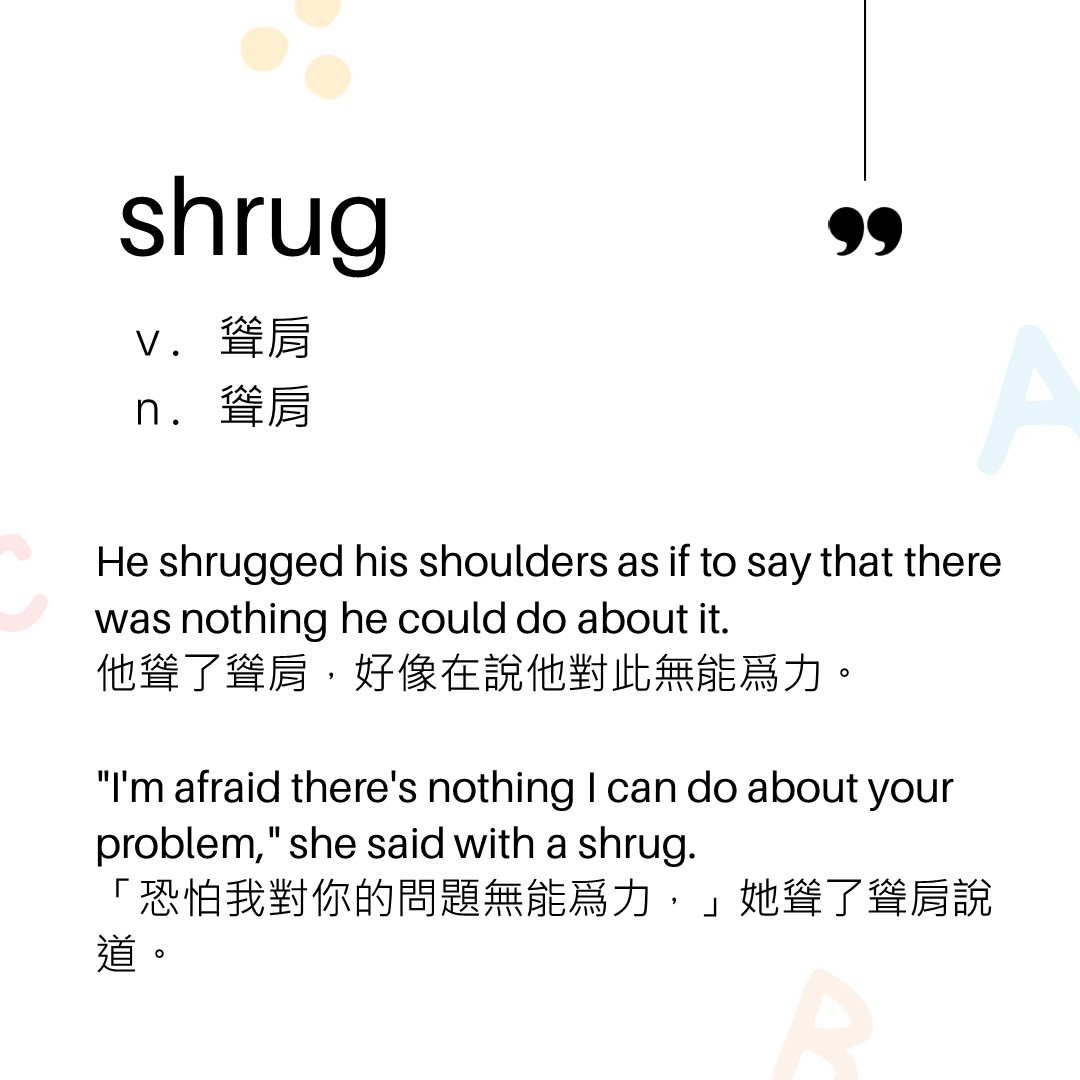 shrug
v. 聳肩
n. 聳肩
He shrugged his shoulders as if to say that there
was nothing he could do about it.
他聳了聳肩，好像在說他對此無能爲力。
"I'm afraid there's nothing I can do about your
problem," she said with a shrug.
「恐怕我對你的問題無能爲力，」她聳了聳肩說
道。
A
C
B